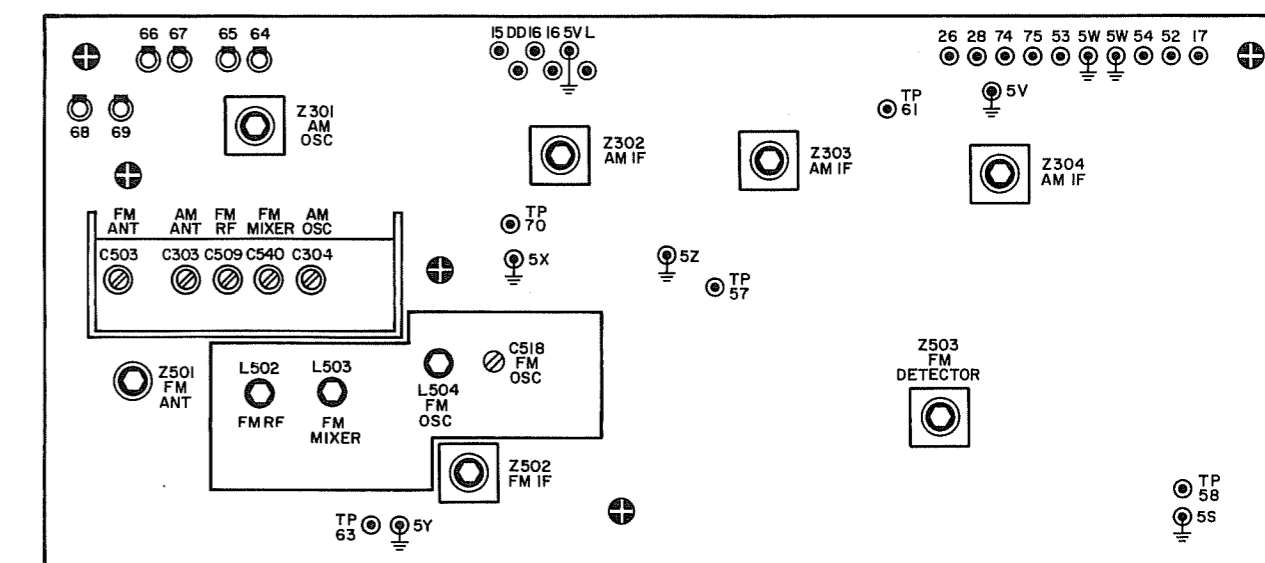 66 67 65 64
15 DD 16 16 5V L
26 28 74 75 53 5W 5W 54 52 17
68 69
Z301
AM
OSC
TP
61
5V
Z302
AM IF
Z303
AM IF
Z304
AM IF
FM
ANT
AM
ANT
FM
RF
FM
MIXER
AM
OSC
C503 C303 C509 C540 C304
TP
70
5X
5Z
TP
57
Z501
FM
ANT
L502
FM RF
L503
FM
MIXER
L504
FM
OSC
C518
FM
OSC
Z503
FM
DETECTOR
Z502
FM IF
TP
58
5S
TP
63
5Y